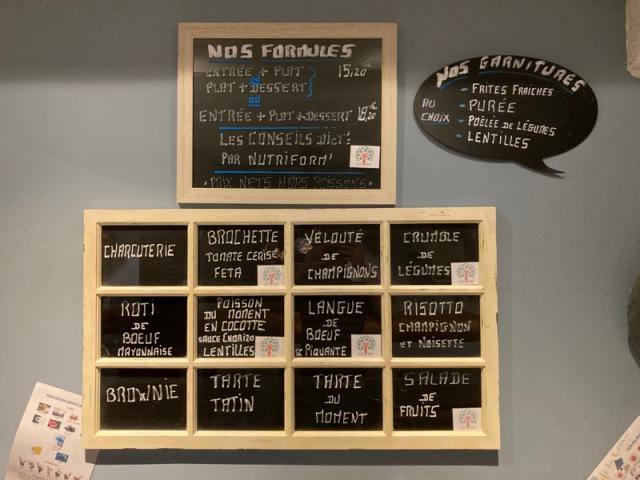 NOS FORMULES
ENTRÉE + PLAT
OU
PLAT + DESSERT
15,20€
OU
ENTRÉE + PLAT + DESSERT 18,20€
LES CONSEILS DIÉT:
PAR NUTRIFORM'
• PRIX NETS HORS BOISSONS •
NOS GARNITURES
AU
CHOIX
- FRITES FRAICHES
- PURÉE
- POÊLÉE DE LÉGUMES
- LENTILLES
CHARCUTERIE
BROCHETTE
TOMATE CERISE
FETA
VELOUTÉ
DE
CHAMPIGNONS
CRUMBLE
DE
LÉGUMES
ROTI
DE
BOEUF
MAYONNAISE
POISSON
DU MOMENT
EN COCOTTE
SAUCE CHORIZO
LENTILLES
LANGUE
DE
BOEUF
SC PIQUANTE
RISOTTO
CHAMPIGNON
ET NOISETTE
BROWNIE
TARTE
TATIN
TARTE
DU
MOMENT
SALADE
DE
FRUITS